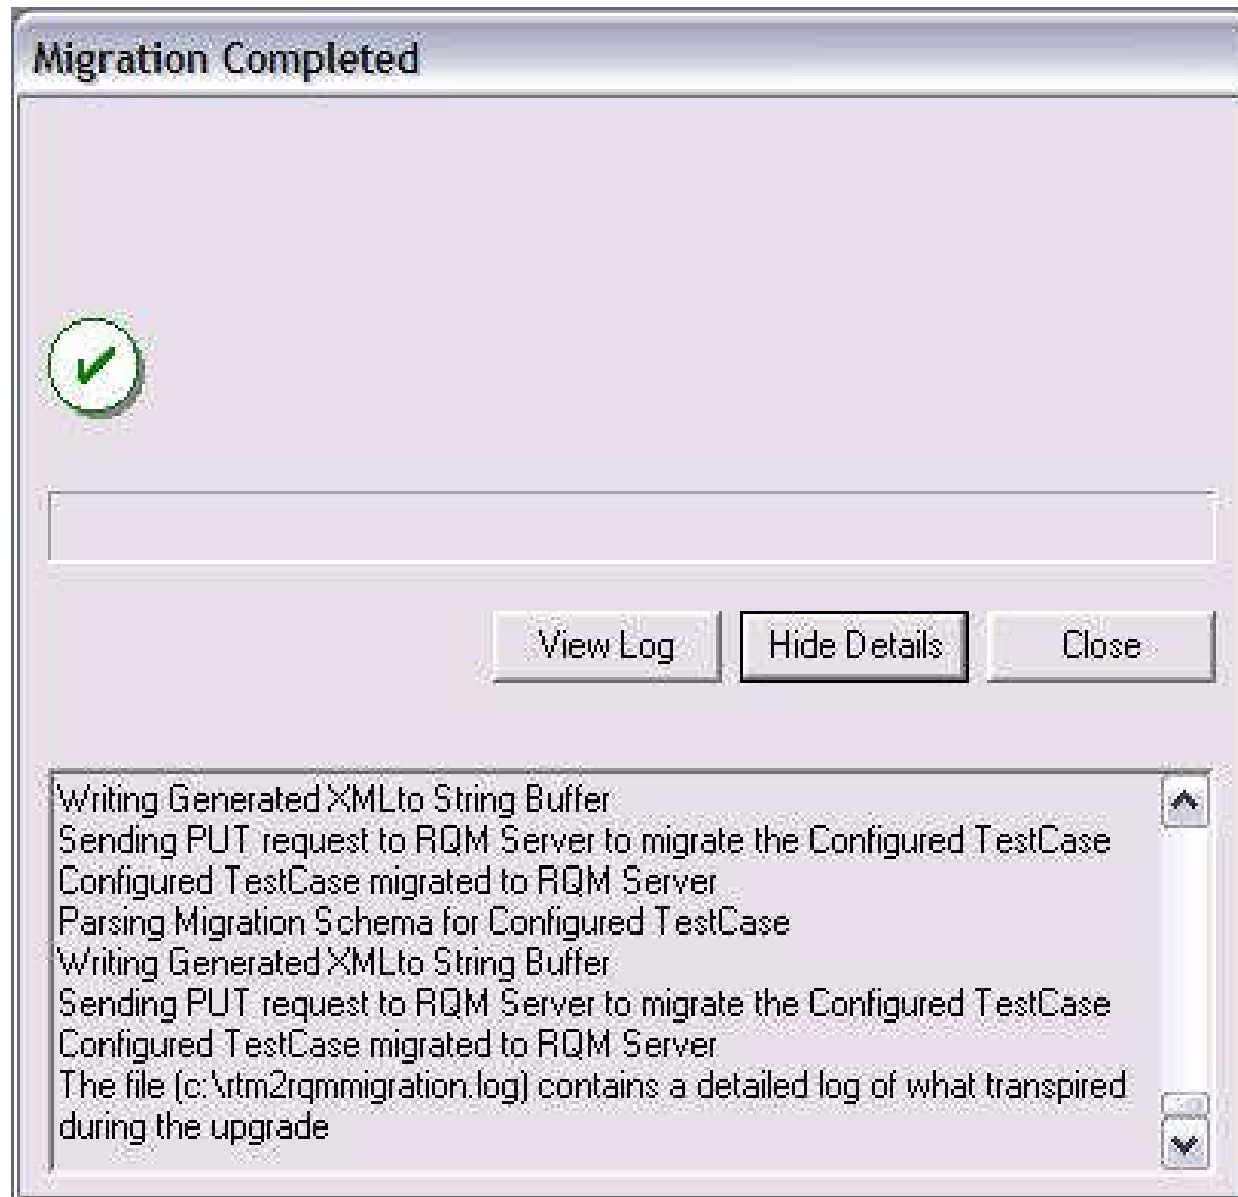 Migration Completed
View Log
Hide Details
Close
Writing Generated XMLto String Buffer
Sending PUT request to RQM Server to migrate the Configured TestCase
Configured TestCase migrated to RQM Server
Parsing Migration Schema for Configured TestCase
Writing Generated XMLto String Buffer
Sending PUT request to RQM Server to migrate the Configured TestCase
Configured TestCase migrated to RQM Server
The file (c:\rtm2rqmmigration.log) contains a detailed log of what transpired
during the upgrade